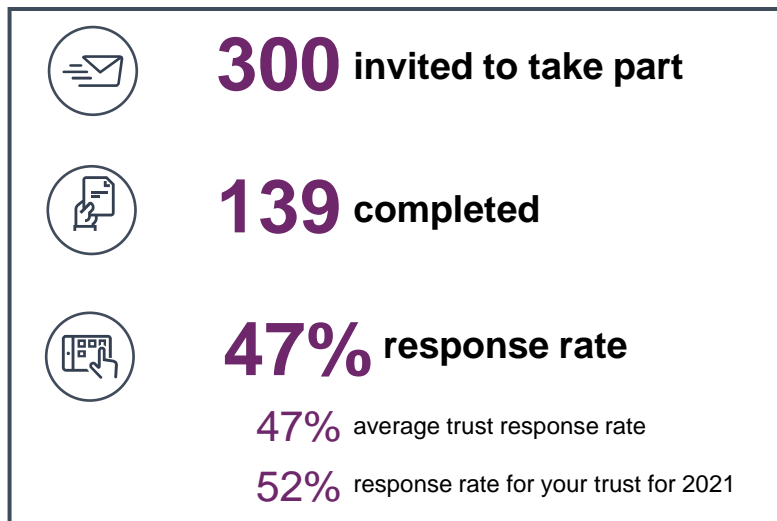 300 invited to take part
139 completed
47% response rate
47% average trust response rate
52% response rate for your trust for 2021